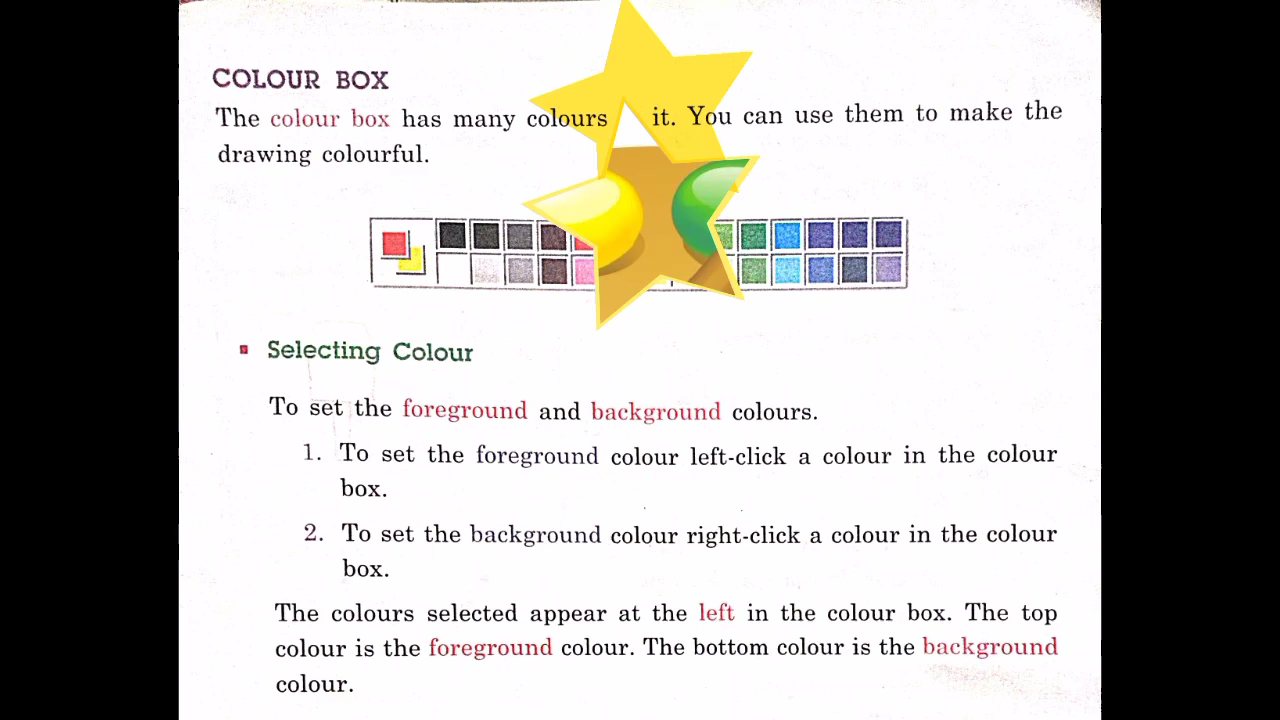 COLOUR BOX
The colour box has many colours it. You can use them to make the
drawing colourful.
Selecting Colour
To set the foreground and background colours.
1. To set the foreground colour left-click a colour in the colour
box.
2. To set the background colour right-click a colour in the colour
box.
The colours selected appear at the left in the colour box. The top
colour is the foreground colour. The bottom colour is the background
colour.